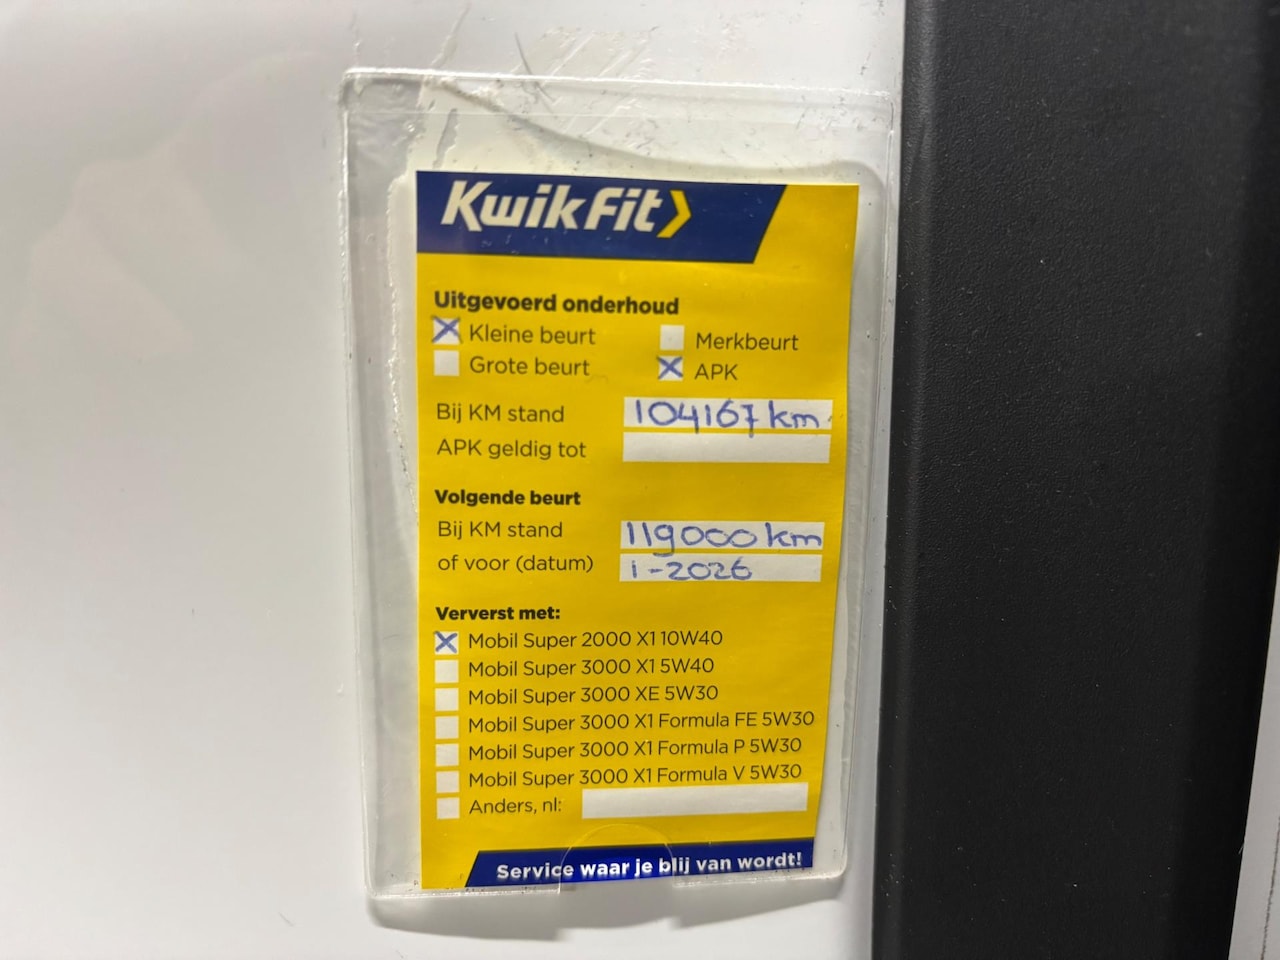 KwikFit
Uitgevoerd onderhoud
Kleine beurt Merkbeurt
Grote beurt APK
Bij KM stand 104167 km
APK geldig tot
Volgende beurt
Bij KM stand 119000 km
of voor (datum) 1-2026
Ververst met:
Mobil Super 2000 X1 10W40
Mobil Super 3000 X1 5W40
Mobil Super 3000 XE 5W30
Mobil Super 3000 X1 Formula FE 5W30
Mobil Super 3000 X1 Formula P 5W30
Mobil Super 3000 X1 Formula V 5W30
Anders, nl:
Service waar je blij van wordt!